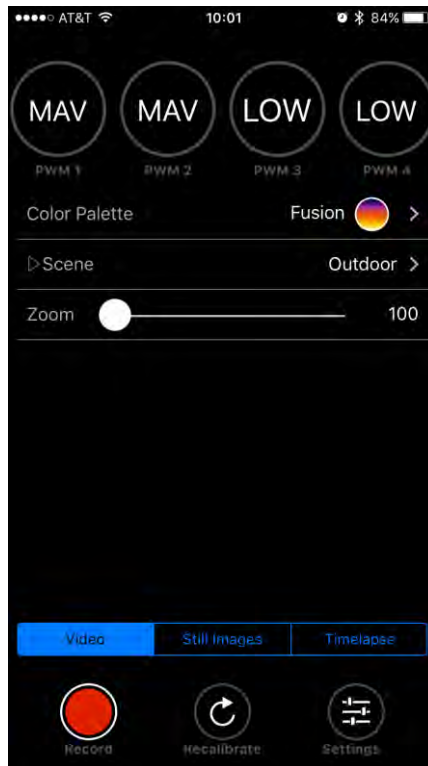 AT&T 10:01 84%
MAV MAV LOW LOW
PWM 1 PWM 2 PWM 3 PWM 4
Color Palette Fusion
Scene Outdoor
Zoom 100
Video Still Images Timelapse
Record Recalibrate Settings